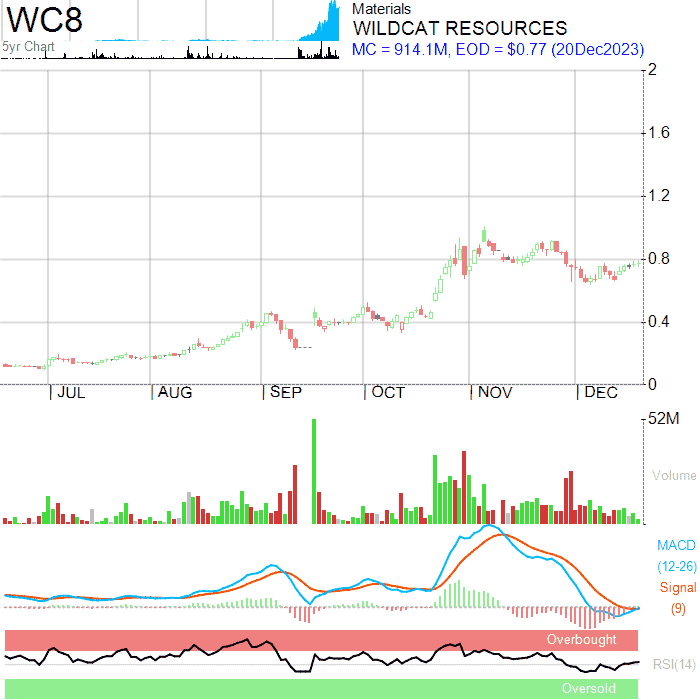 WC8
5yr Chart
Materials
WILDCAT RESOURCES
MC = 914.1M, EOD = $0.77 (20Dec2023)
2
1.6
1.2
0.8
0.4
0
JUL AUG SEP OCT NOV DEC
52M
Volume
MACD
(12-26)
Signal
(9)
Overbought
RSI(14)
Oversold